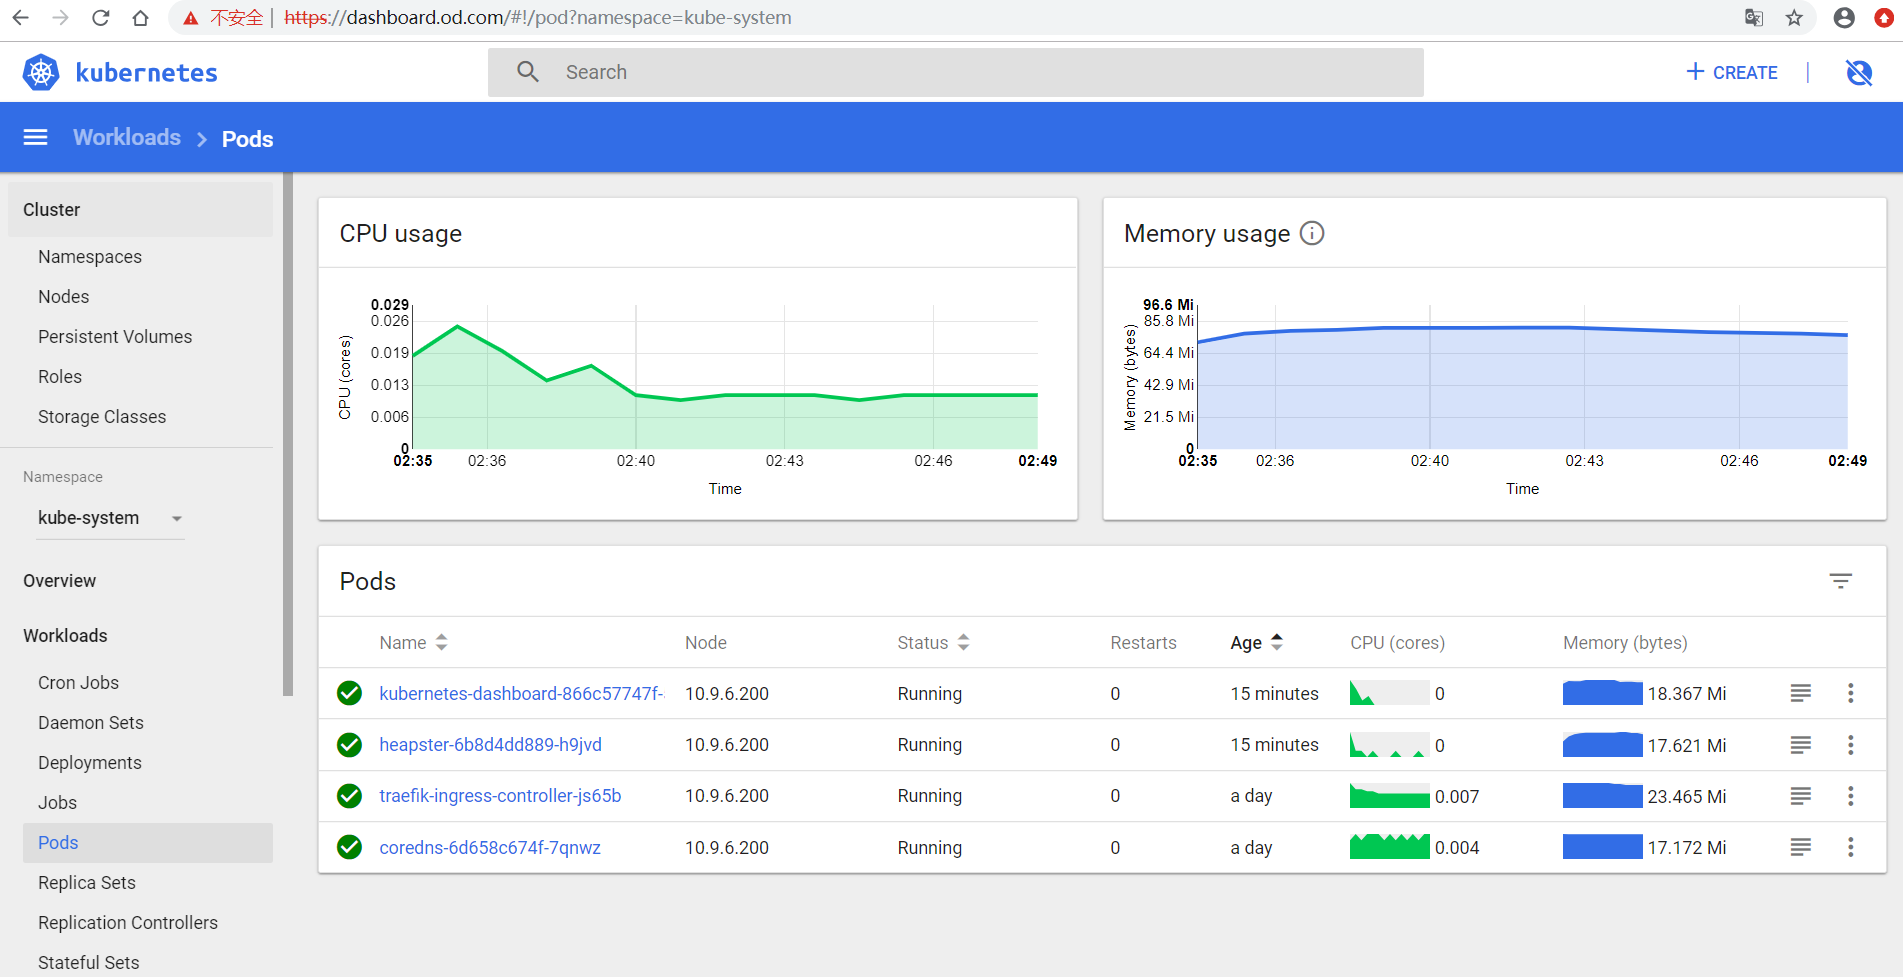 不安全 | https://dashboard.od.com/#!/pod?namespace=kube-system
kubernetes
Search
+ CREATE
Workloads > Pods
Cluster
Namespaces
Nodes
Persistent Volumes
Roles
Storage Classes
Namespace
kube-system
Overview
Workloads
Cron Jobs
Daemon Sets
Deployments
Jobs
Pods
Replica Sets
Replication Controllers
Stateful Sets
CPU usage
CPU (cores)
0.029
0.026
0.019
0.013
0.006
0
02:35 02:36 02:40 02:43 02:46 02:49
Time
Memory usage
Memory (bytes)
96.6 Mi
85.8 Mi
64.4 Mi
42.9 Mi
21.5 Mi
0
02:35 02:36 02:40 02:43 02:46 02:49
Time
Pods
Name Node Status Restarts Age CPU (cores) Memory (bytes)
kubernetes-dashboard-866c57747f- 10.9.6.200 Running 0 15 minutes 0 18.367 Mi
heapster-6b8d4dd889-h9jvd 10.9.6.200 Running 0 15 minutes 0 17.621 Mi
traefik-ingress-controller-js65b 10.9.6.200 Running 0 a day 0.007 23.465 Mi
coredns-6d658c674f-7qnwz 10.9.6.200 Running 0 a day 0.004 17.172 Mi